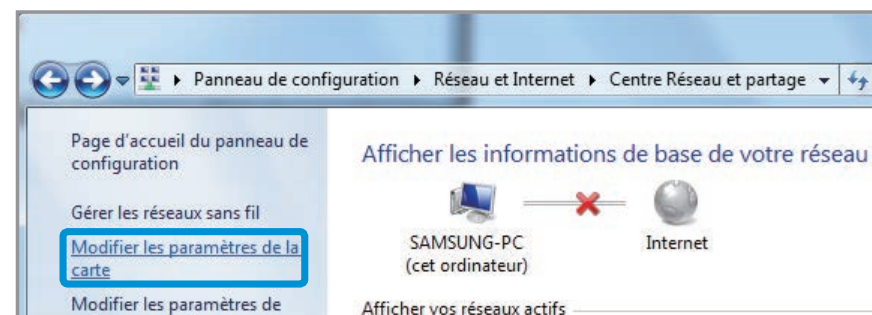 Panneau de configuration ▸ Réseau et Internet ▸ Centre Réseau et partage
Page d'accueil du panneau de
configuration
Gérer les réseaux sans fil
Modifier les paramètres de la
carte
Modifier les paramètres de
Afficher les informations de base de votre réseau
SAMSUNG-PC
(cet ordinateur)
Internet
Afficher vos réseaux actifs